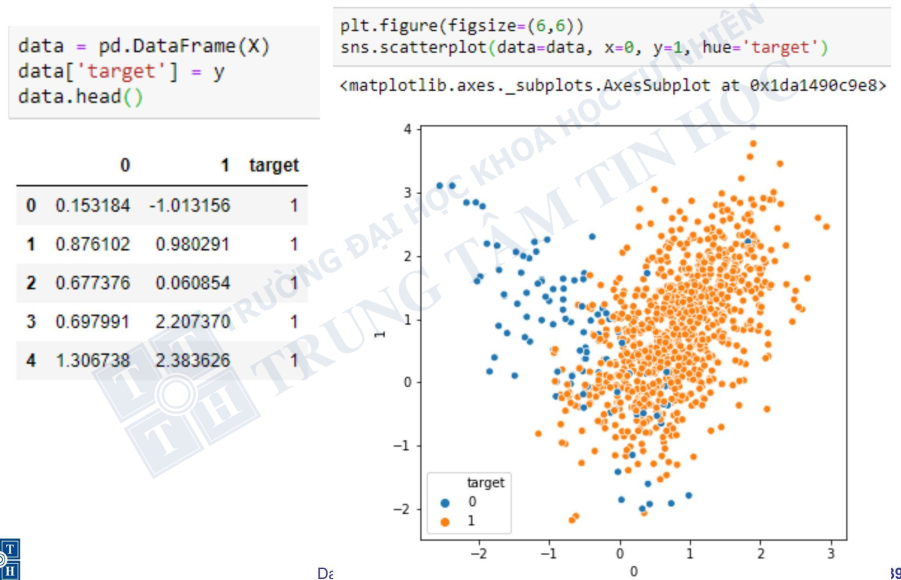 data = pd.DataFrame(X)
data['target'] = y
data.head()
0 1 target
0 0.153184 -1.013156 1
1 0.876102 0.980291 1
2 0.677376 0.060854 1
3 0.697991 2.207370 1
4 1.306738 2.383626 1
plt.figure(figsize=(6,6))
sns.scatterplot(data=data, x=0, y=1, hue='target')
<matplotlib.axes._subplots.AxesSubplot at 0x1da1490c9e8>
4
3
2
1
0
−1
−2
1
target
0
1
−2 −1 0 1 2 3
0
TRƯỜNG ĐẠI HỌC KHOA HỌC TỰ NHIÊN
TRUNG TÂM TIN HỌC
T T
T H
T
H
Da
39